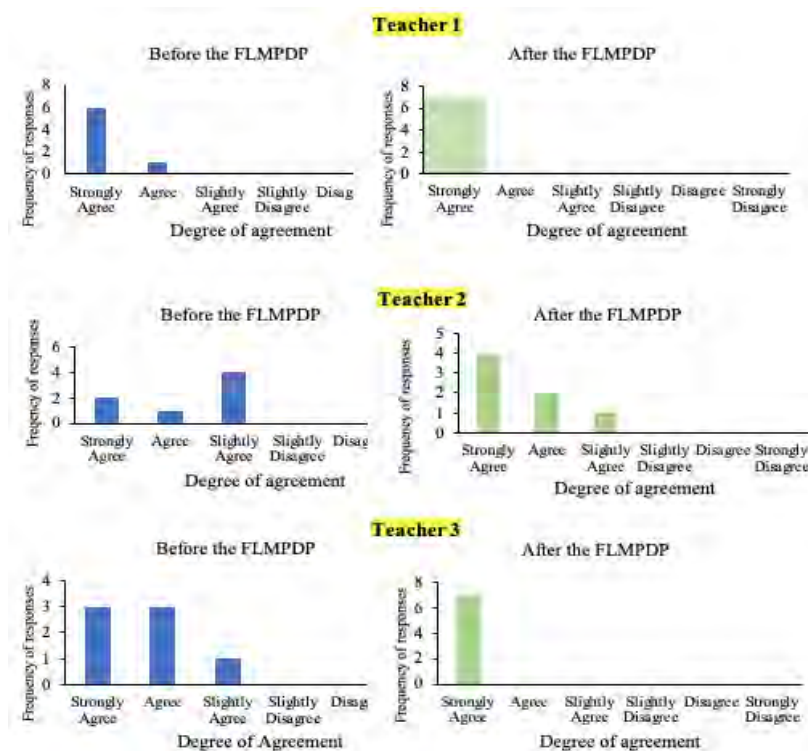 Teacher 1
Before the FLMPDP
Frequency of responses
8
6
4
2
0
Strongly Agree
Agree
Slightly Agree
Slightly Disagree
Disag
Degree of agreement
After the FLMPDP
Frequency of responses
8
6
4
2
0
Strongly Agree
Agree
Slightly Agree
Slightly Disagree
Disagree
Strongly Disagree
Degree of agreement
Teacher 2
Before the FLMPDP
Freqency of responses
6
4
2
0
Strongly Agree
Agree
Slightly Agree
Slightly Disagree
Disag
Degree of agreement
After the FLMPDP
Frequency of responses
5
4
3
2
1
0
Strongly Agree
Agree
Slightly Agree
Slightly Disagree
Disagree
Strongly Disagree
Degree of agreement
Teacher 3
Before the FLMPDP
Frequency of responses
4
3
2
1
0
Strongly Agree
Agree
Slightly Agree
Slightly Disagree
Disag
Degree of Agreement
After the FLMPDP
Frequency of responses
8
6
4
2
0
Strongly Agree
Agree
Slightly Agree
Slightly Disagree
Disagree
Strongly Disagree
Degree of agreement